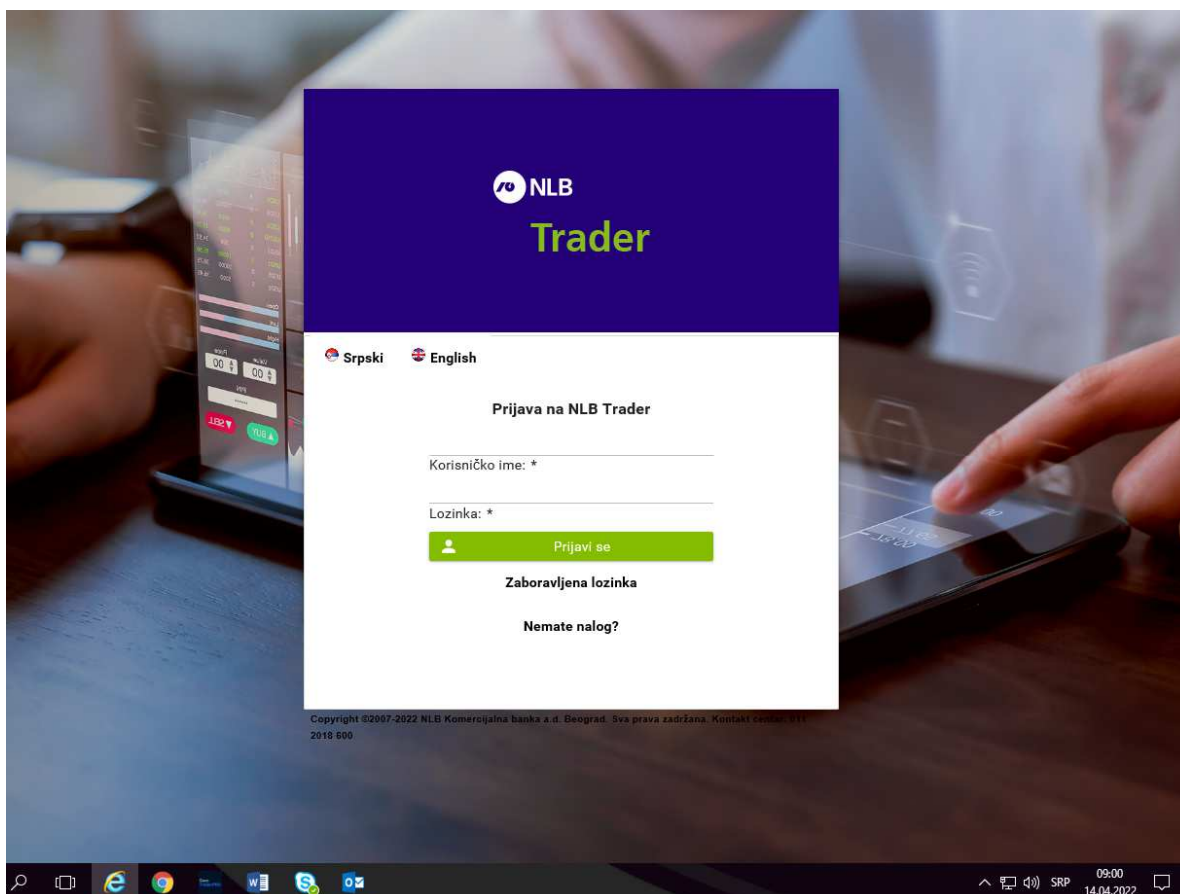 NLB
Trader
Srpski English
Prijava na NLB Trader
Korisničko ime: *
Lozinka: *
Prijavi se
Zaboravljena lozinka
Nemate nalog?
Copyright ©2007-2022 NLB Komercijalna banka a.d. Beograd. Sva prava zadržana. Kontakt centar: 011
2018 600
SRP
09:00
14.04.2022